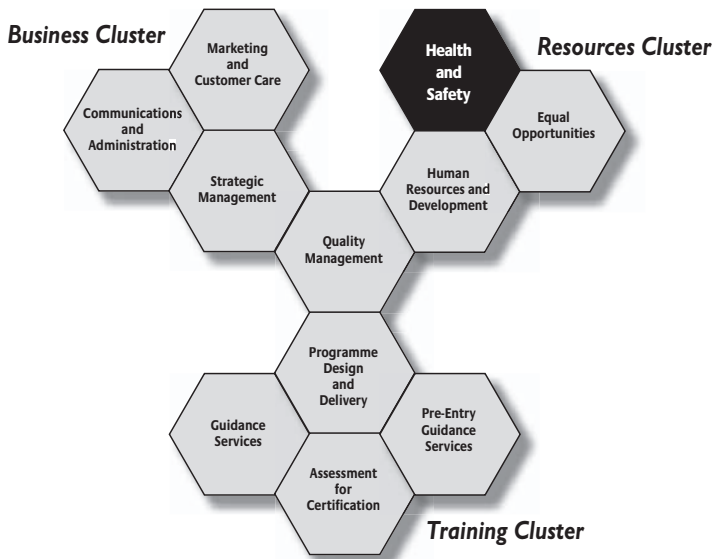 Business Cluster
Marketing
and
Customer Care
Communications
and
Administration
Strategic
Management
Health
and
Safety
Resources Cluster
Equal
Opportunities
Human
Resources and
Development
Quality
Management
Programme
Design
and
Delivery
Guidance
Services
Pre-Entry
Guidance
Services
Assessment
for
Certification
Training Cluster